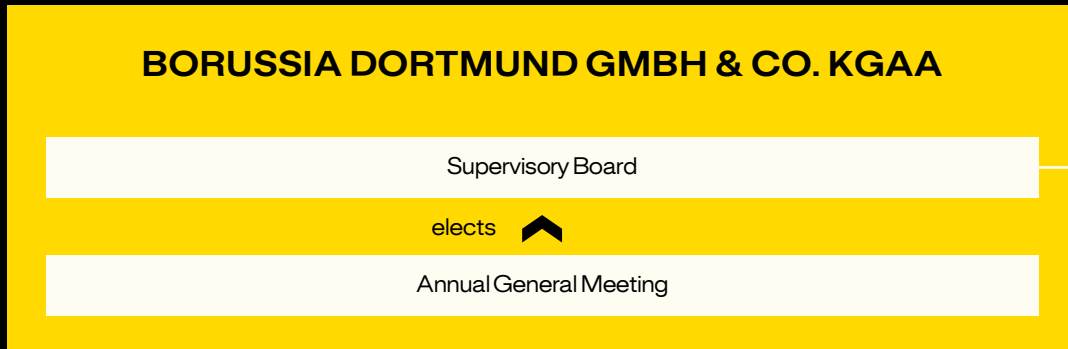 BORUSSIA DORTMUND GMBH & CO. KGAA
Supervisory Board
elects
Annual General Meeting